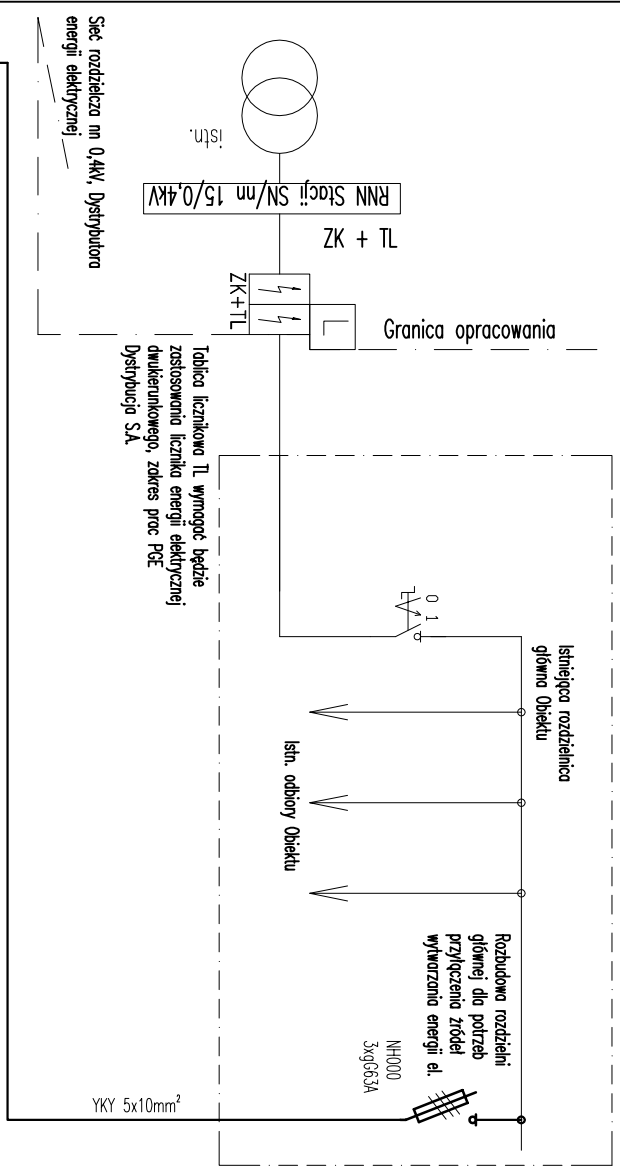 Sieć rozdzielcza nn 0,4kV, Dystrybutora
energii elektrycznej
istn.
RNN Stacji SN/nn 15/0,4kV
ZK + TL
ZK+TL
L
Granica opracowania
Tablica licznikowa TL wymagać będzie
zastosowania licznika energii elektrycznej
dwukierunkowego, zakres prac PGE
Dystrybucja S.A.
0 1
Istniejąca rozdzielnica
główna Obiektu
Istn. odbiory Obiektu
Rozbudowa rozdzielni
głównej dla potrzeb
przyłączenia źródeł
wytwarzania energii el.
NH000
3xgG63A
YKY 5x10mm²